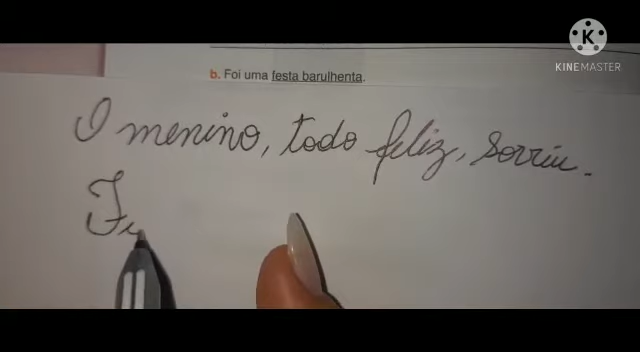 K
KINEMASTER
b. Foi uma festa barulhenta.
O menino, todo feliz, sorriu.